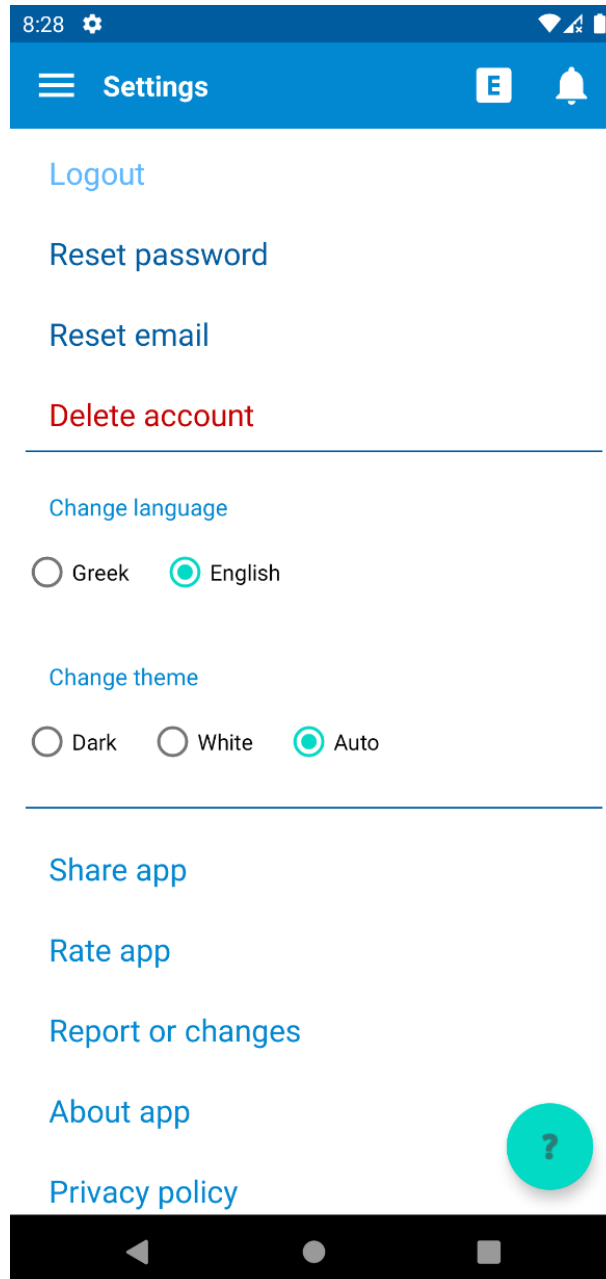 8:28
Settings
E
Logout
Reset password
Reset email
Delete account
Change language
Greek English
Change theme
Dark White Auto
Share app
Rate app
Report or changes
About app
?
Privacy policy